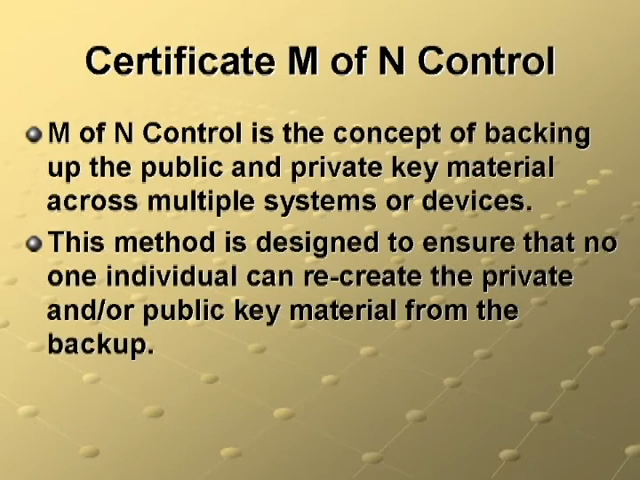 Certificate M of N Control
M of N Control is the concept of backing
up the public and private key material
across multiple systems or devices.
This method is designed to ensure that no
one individual can re-create the private
and/or public key material from the
backup.